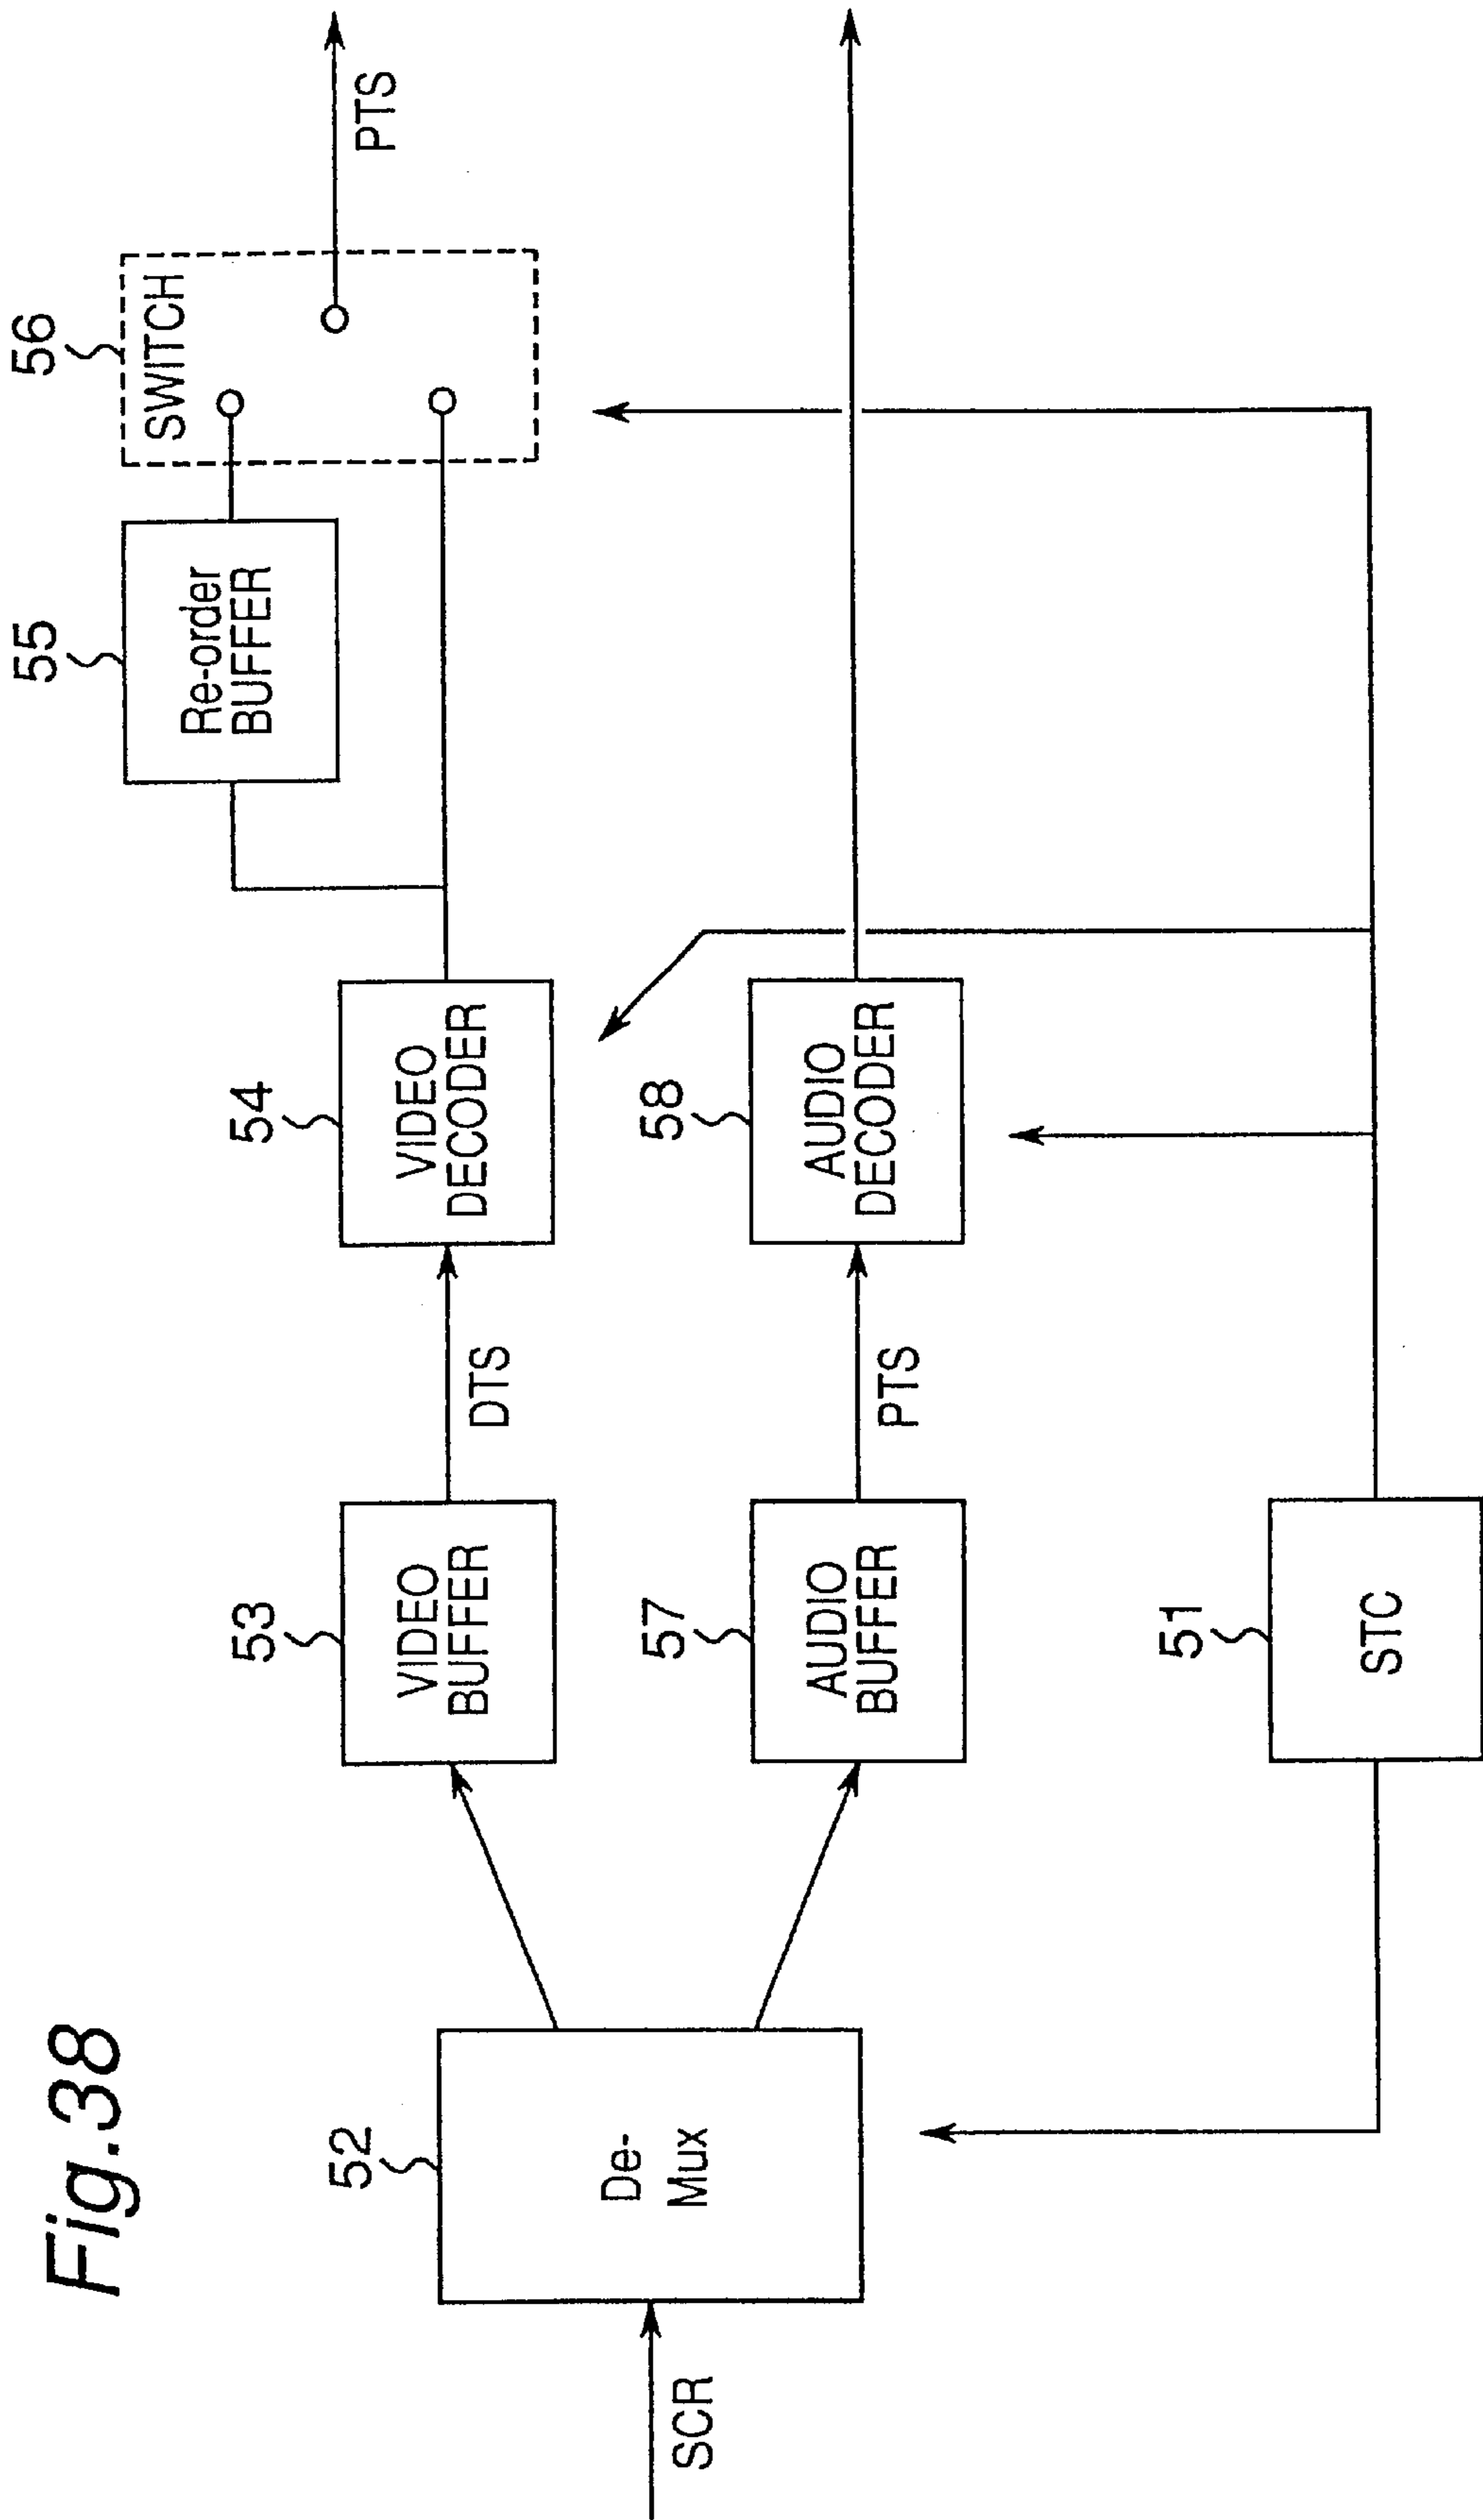 Fig.38
SCR
52
De-
Mux
53
VIDEO
BUFFER
DTS
54
VIDEO
DECODER
55
Re-order
BUFFER
56
SWITCH
PTS
57
AUDIO
BUFFER
PTS
58
AUDIO
DECODER
51
STC